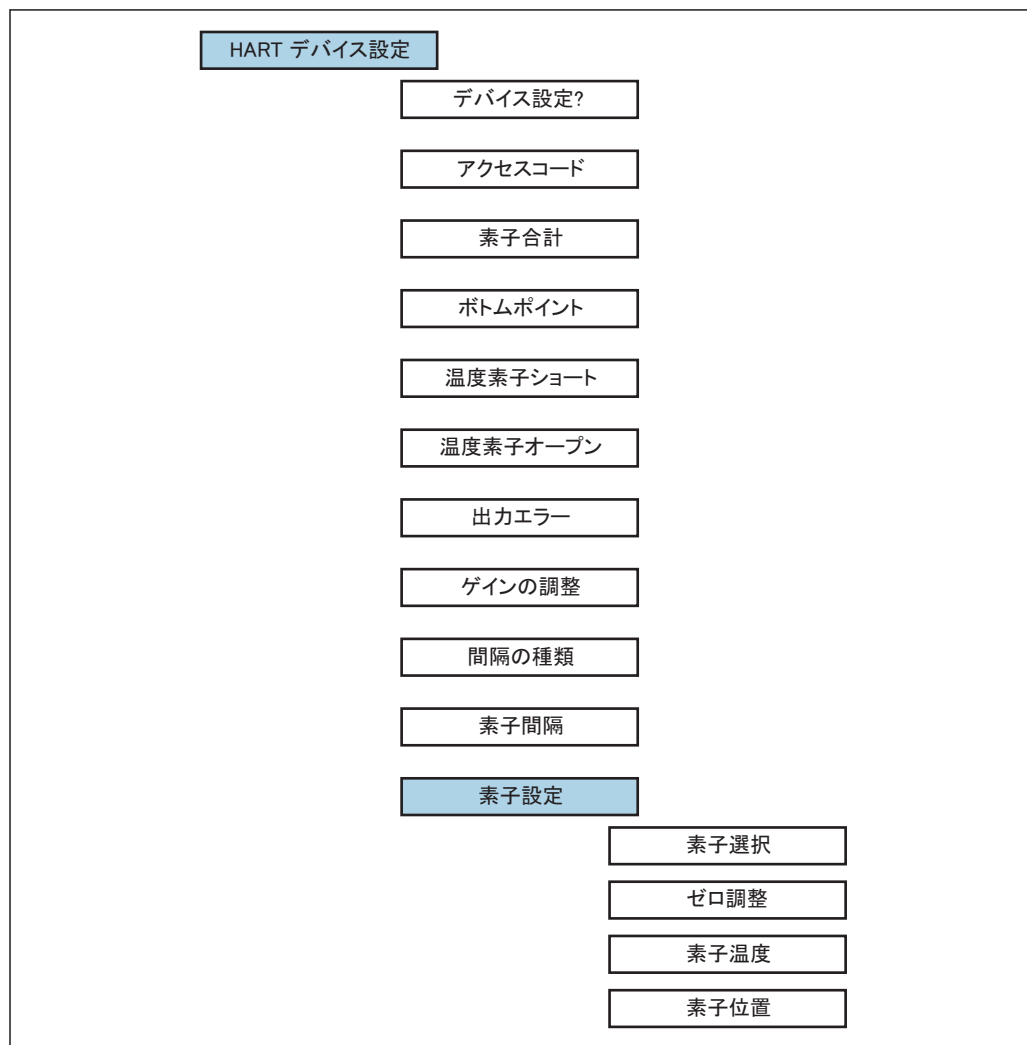 HART デバイス設定
デバイス設定?
アクセスコード
素子合計
ボトムポイント
温度素子ショート
温度素子オープン
出力エラー
ゲインの調整
間隔の種類
素子間隔
素子設定
素子選択
ゼロ調整
素子温度
素子位置